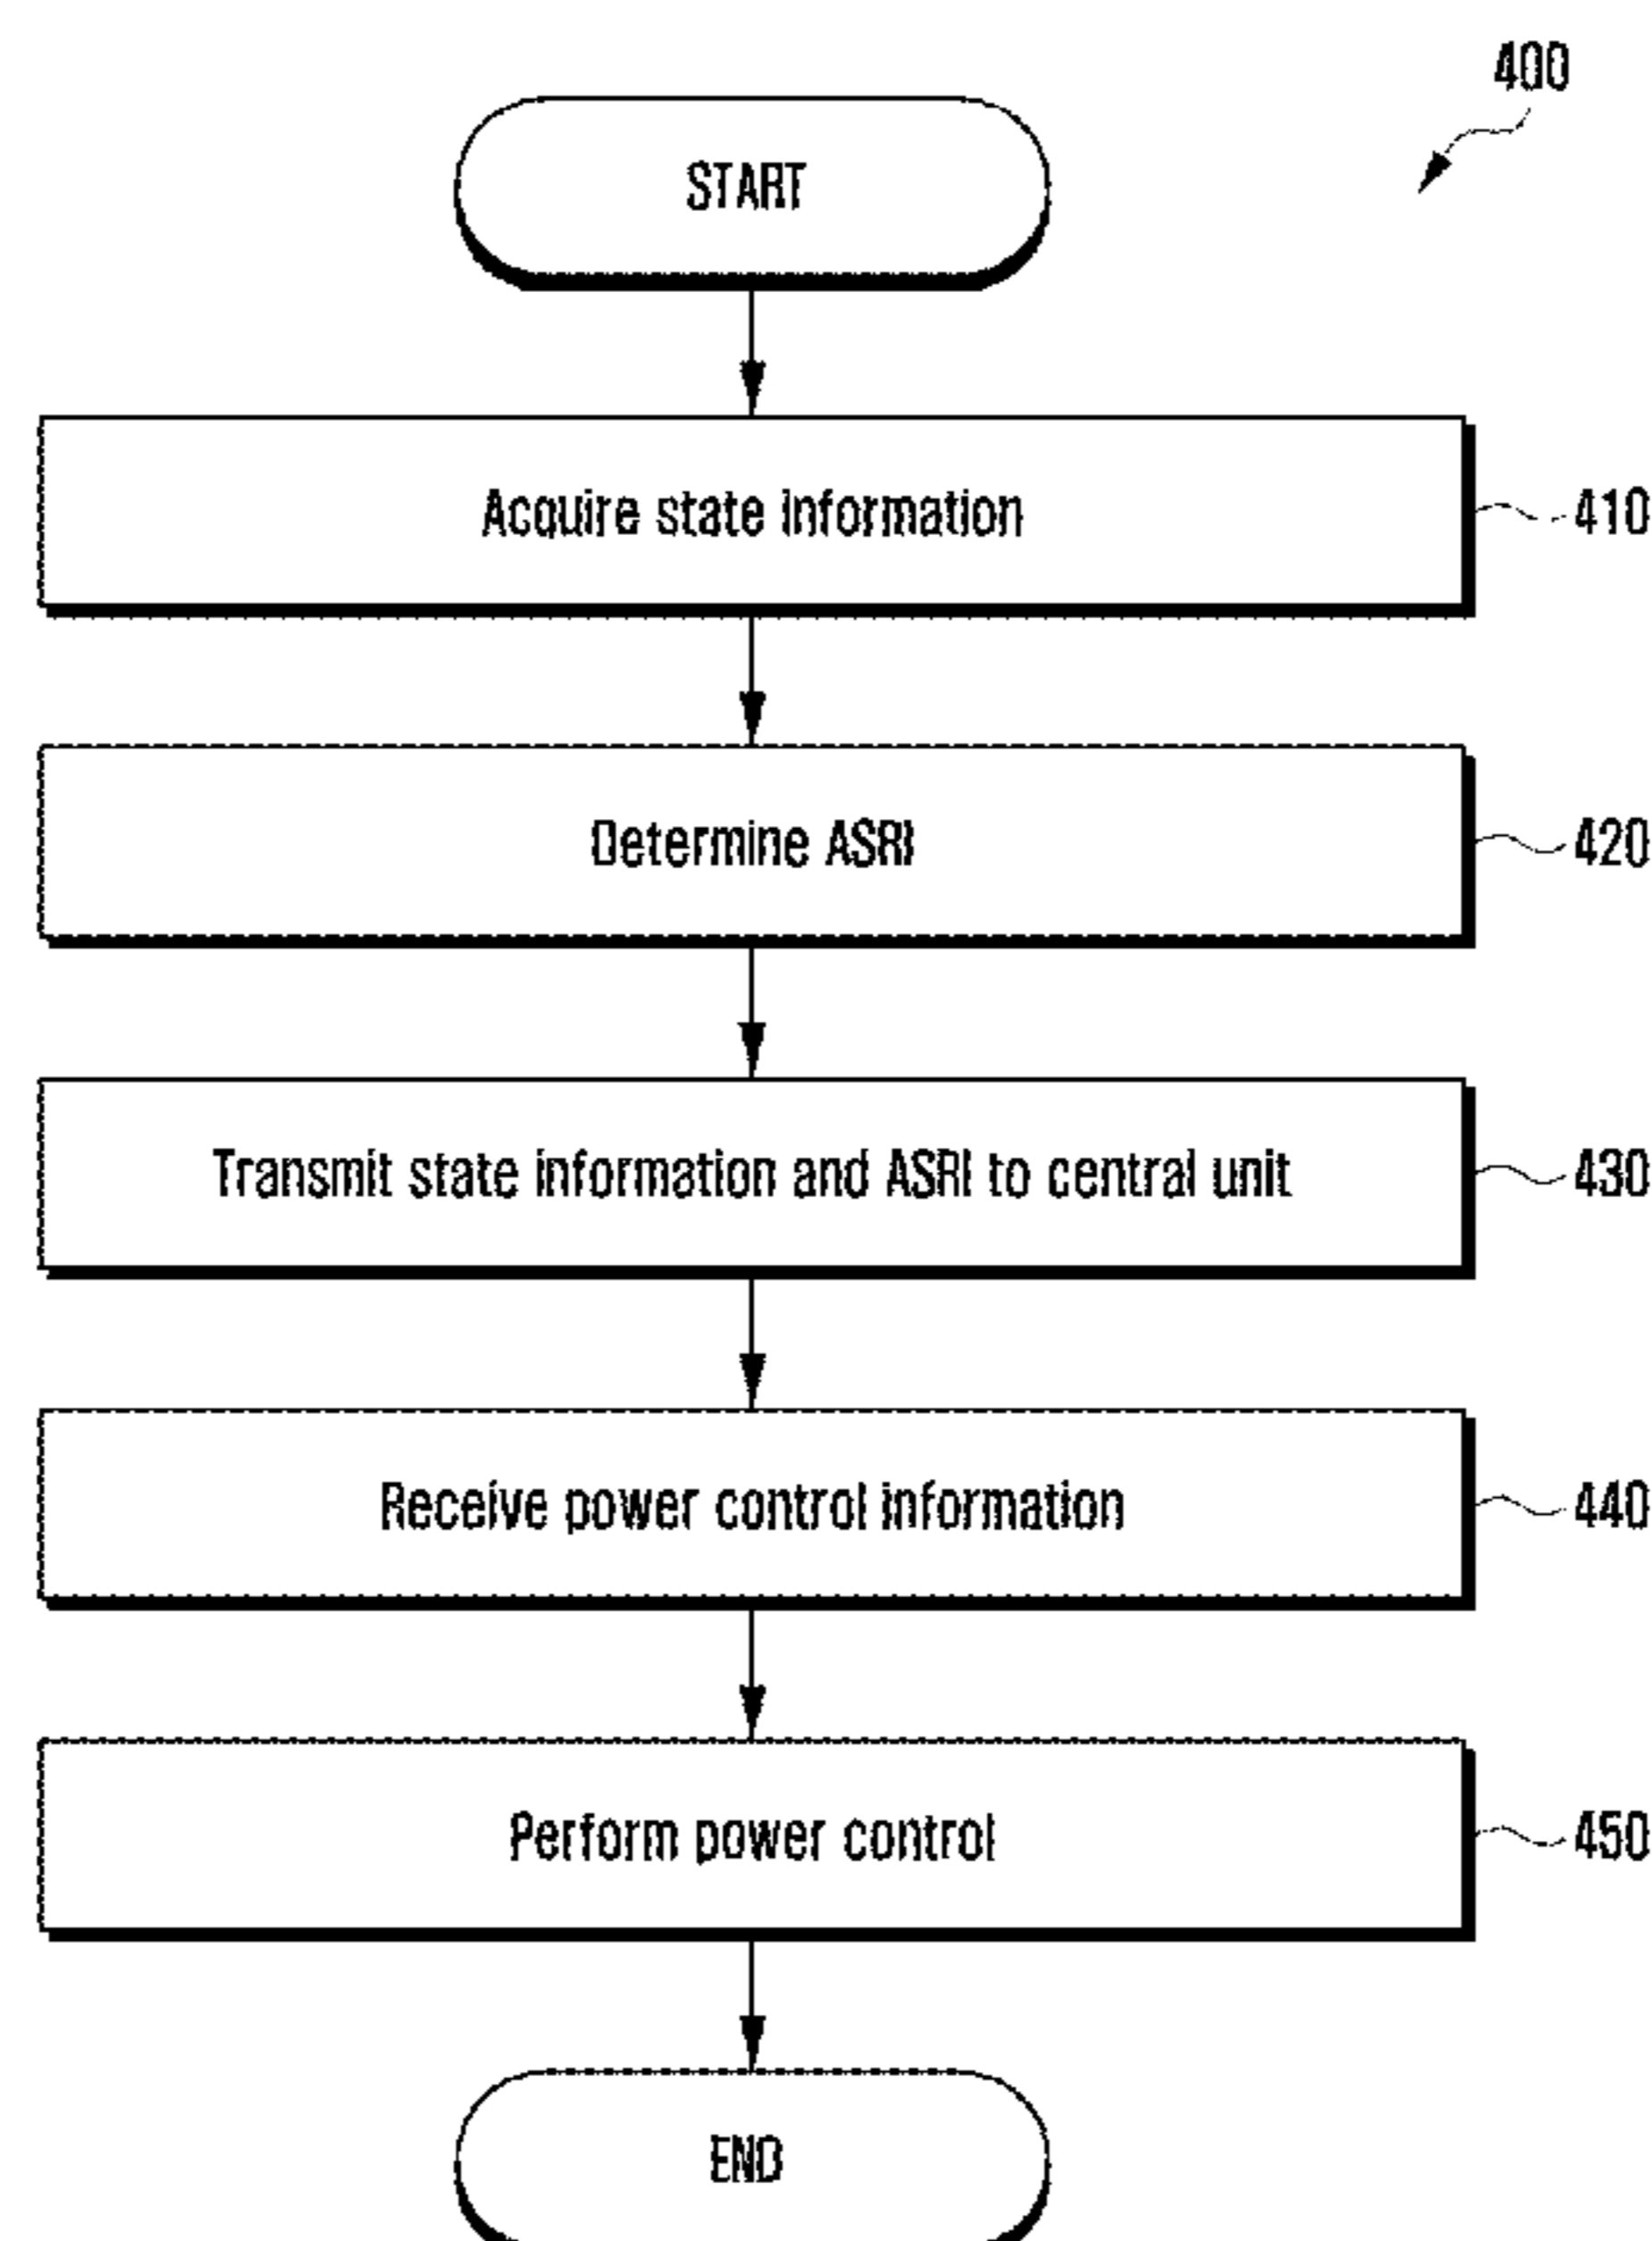 400
START
Acquire state information
410
Determine ASRI
420
Transmit state information and ASRI to central unit
430
Receive power control information
440
Perform power control
450
END